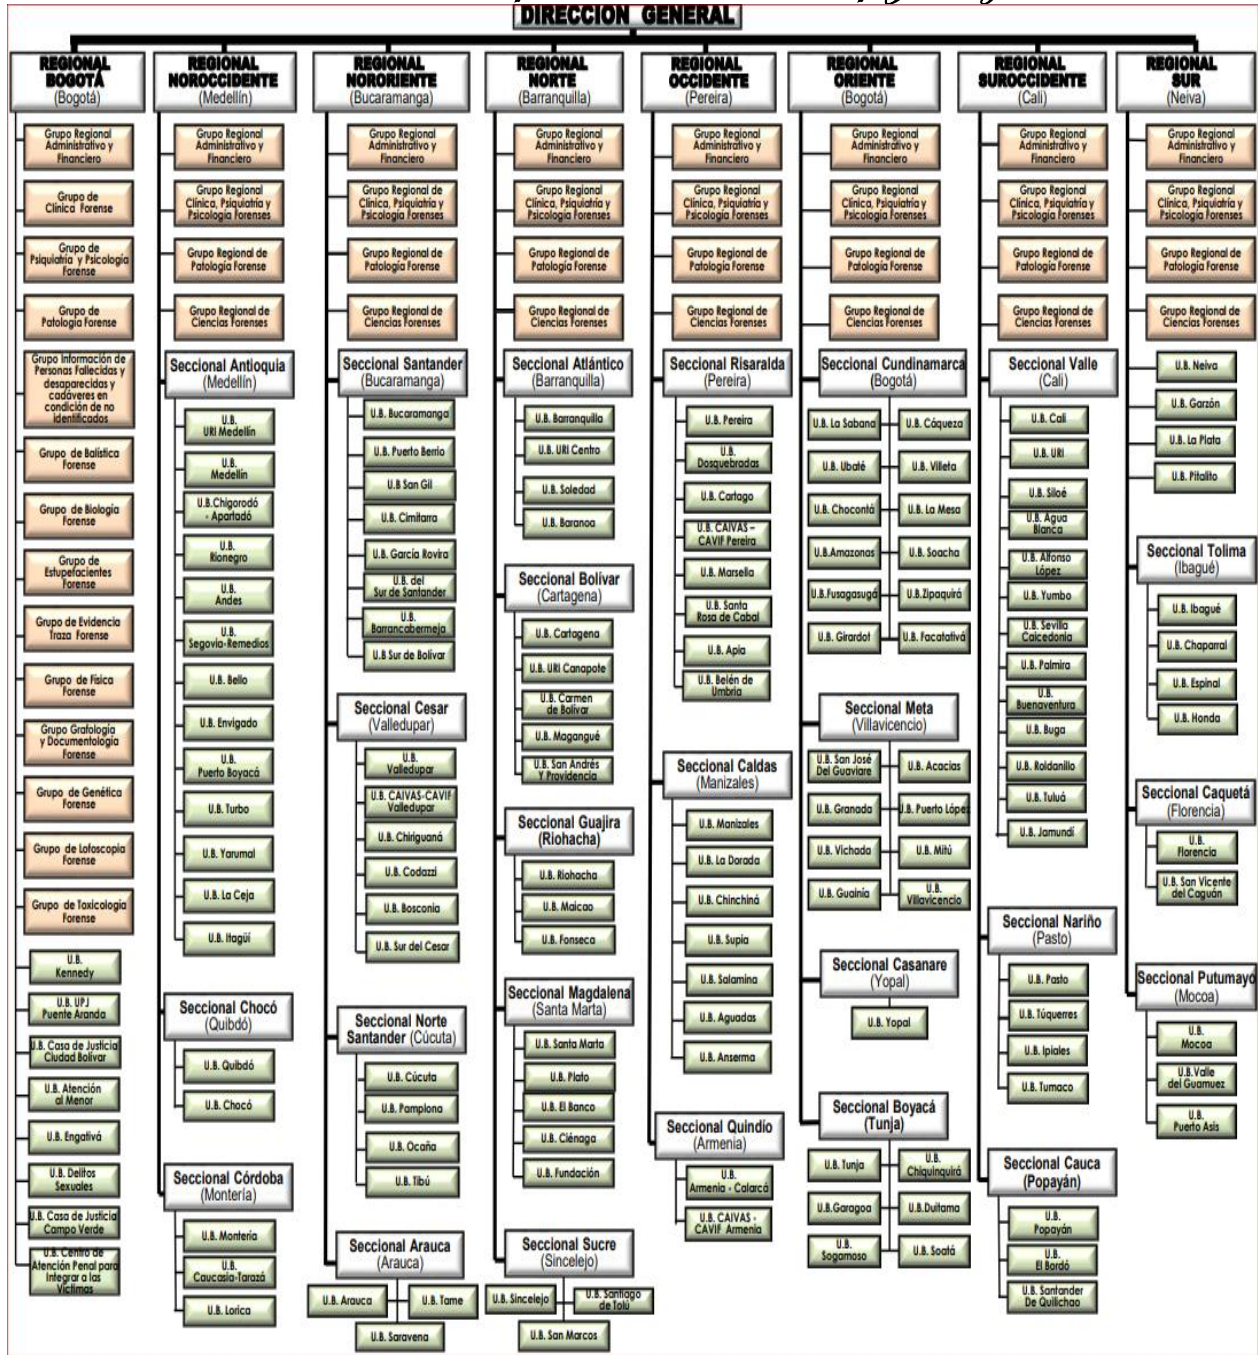 DIRECCION GENERAL
REGIONAL
BOGOTÁ
(Bogotá)
Grupo Regional
Administrativo y
Financiero
Grupo de
Clínica Forense
Grupo de
Psiquiatría y Psicología
Forense
Grupo de
Patología Forense
Grupo Información de
Personas Fallecidas y
desaparecidas y
cadáveres en
condición de no
identificados
Grupo de Balística
Forense
Grupo de Biología
Forense
Grupo de
Estupefacientes
Forense
Grupo de Evidencia
Traza Forense
Grupo de Física
Forense
Grupo Grafología
y Documentología
Forense
Grupo de Genética
Forense
Grupo de Lofoscopia
Forense
Grupo de Toxicología
Forense
U.B.
Kennedy
U.B. UPJ
Puente Aranda
U.B. Casa de Justicia
Ciudad Bolívar
U.B. Atención
al Menor
U.B. Engativá
U.B. Delitos
Sexuales
U.B. Casa de Justicia
Campo Verde
U.B. Centro de
Atención Penal para
Integrar a las
Víctimas
REGIONAL
NOROCCIDENTE
(Medellín)
Grupo Regional
Administrativo y
Financiero
Grupo Regional
Clínica, Psiquiatría y
Psicología Forenses
Grupo Regional de
Patología Forense
Grupo Regional de
Ciencias Forenses
Seccional Antioquia
(Medellín)
U.B.
URI Medellín
U.B.
Medellín
U.B.Chigorodó
- Apartadó
U.B.
Rionegro
U.B.
Andes
U.B.
Segovia-Remedios
U.B. Bello
U.B. Envigado
U.B.
Puerto Boyacá
U.B. Turbo
U.B. Yarumal
U.B. La Ceja
U.B. Itagüí
Seccional Chocó
(Quibdó)
U.B. Quibdó
U.B. Chocó
Seccional Córdoba
(Montería)
U.B. Montería
U.B.
Caucasia-Tarazá
U.B. Lorica
REGIONAL
NORORIENTE
(Bucaramanga)
Grupo Regional
Administrativo y
Financiero
Grupo Regional de
Clínica, Psiquiatría y
Psicología Forenses
Grupo Regional de
Patología Forense
Grupo Regional de
Ciencias Forenses
Seccional Santander
(Bucaramanga)
U.B. Bucaramanga
U.B. Puerto Berrio
U.B San Gil
U.B. Cimitarra
U.B. García Rovira
U.B. del
Sur de Santander
U.B.
Barrancabermeja
U.B Sur de Bolívar
Seccional Cesar
(Valledupar)
U.B.
Valledupar
U.B. CAIVAS-CAVIF
Valledupar
U.B. Chiriguaná
U.B. Codazzi
U.B. Bosconia
U.B. Sur del Cesar
Seccional Norte
Santander (Cúcuta)
U.B. Cúcuta
U.B. Pamplona
U.B. Ocaña
U.B. Tibú
Seccional Arauca
(Arauca)
U.B. Arauca
U.B. Tame
U.B. Saravena
REGIONAL
NORTE
(Barranquilla)
Grupo Regional
Administrativo y
Financiero
Grupo Regional
Clínica, Psiquiatría y
Psicología Forenses
Grupo Regional de
Patología Forense
Grupo Regional de
Ciencias Forenses
Seccional Atlántico
(Barranquilla)
U.B. Barranquilla
U.B. URI Centro
U.B. Soledad
U.B. Baranoa
Seccional Bolívar
(Cartagena)
U.B. Cartagena
U.B. URI Canapote
U.B. Carmen
de Bolívar
U.B. Magangué
U.B. San Andrés
Y Providencia
Seccional Guajira
(Riohacha)
U.B. Riohacha
U.B. Maicao
U.B. Fonseca
Seccional Magdalena
(Santa Marta)
U.B. Santa Marta
U.B. Plato
U.B. El Banco
U.B. Ciénaga
U.B. Fundación
Seccional Sucre
(Sincelejo)
U.B. Sincelejo
U.B. Santiago
de Tolú
U.B. San Marcos
REGIONAL
OCCIDENTE
(Pereira)
Grupo Regional
Administrativo y
Financiero
Grupo Regional
Clínica, Psiquiatría y
Psicología Forenses
Grupo Regional de
Patología Forense
Grupo Regional de
Ciencias Forenses
Seccional Risaralda
(Pereira)
U.B. Pereira
U.B.
Dosquebradas
U.B. Cartago
U.B. CAIVAS –
CAVIF Pereira
U.B. Marsella
U.B. Santa
Rosa de Cabal
U.B. Apia
U.B. Belén de
Umbría
Seccional Caldas
(Manizales)
U.B. Manizales
U.B. La Dorada
U.B. Chinchiná
U.B. Supía
U.B. Salamina
U.B. Aguadas
U.B. Anserma
Seccional Quindío
(Armenia)
U.B.
Armenia - Calarcá
U.B. CAIVAS -
CAVIF Armenia
REGIONAL
ORIENTE
(Bogotá)
Grupo Regional
Administrativo y
Financiero
Grupo Regional
Clínica, Psiquiatría y
Psicología Forenses
Grupo Regional de
Patología Forense
Grupo Regional de
Ciencias Forenses
Seccional Cundinamarca
(Bogotá)
U.B. La Sabana
U.B. Cáqueza
U.B. Ubaté
U.B. Villeta
U.B. Chocontá
U.B. La Mesa
U.B.Amazonas
U.B. Soacha
U.B.Fusagasugá
U.B.Zipaquirá
U.B. Girardot
U.B. Facatativá
Seccional Meta
(Villavicencio)
U.B. San José
Del Guaviare
U.B. Acacias
U.B. Granada
U.B. Puerto López
U.B. Vichada
U.B. Mitú
U.B. Guainía
U.B.
Villavicencio
Seccional Casanare
(Yopal)
U.B. Yopal
Seccional Boyacá
(Tunja)
U.B. Tunja
U.B.
Chiquinquirá
U.B.Garagoa
U.B.Duitama
U.B.
Sogamoso
U.B. Soatá
REGIONAL
SUROCCIDENTE
(Cali)
Grupo Regional
Administrativo y
Financiero
Grupo Regional
Clínica, Psiquiatría y
Psicología Forenses
Grupo Regional de
Patología Forense
Grupo Regional de
Ciencias Forenses
Seccional Valle
(Cali)
U.B. Cali
U.B. URI
U.B. Siloé
U.B. Agua
Blanca
U.B. Alfonso
López
U.B. Yumbo
U.B. Sevilla
Caicedonia
U.B. Palmira
U.B.
Buenaventura
U.B. Buga
U.B. Roldanillo
U.B. Tuluá
U.B. Jamundí
Seccional Nariño
(Pasto)
U.B. Pasto
U.B. Túquerres
U.B. Ipiales
U.B. Tumaco
Seccional Cauca
(Popayán)
U.B.
Popayán
U.B.
El Bordó
U.B. Santander
De Quilichao
REGIONAL
SUR
(Neiva)
Grupo Regional
Administrativo y
Financiero
Grupo Regional
Clínica, Psiquiatría y
Psicología Forenses
Grupo Regional de
Patología Forense
Grupo Regional de
Ciencias Forenses
U.B. Neiva
U.B. Garzón
U.B. La Plata
U.B. Pitalito
Seccional Tolima
(Ibagué)
U.B. Ibagué
U.B. Chaparral
U.B. Espinal
U.B. Honda
Seccional Caquetá
(Florencia)
U.B.
Florencia
U.B. San Vicente
del Caguán
Seccional Putumayo
(Mocoa)
U.B.
Mocoa
U.B.Valle
del Guamuez
U.B.
Puerto Asis